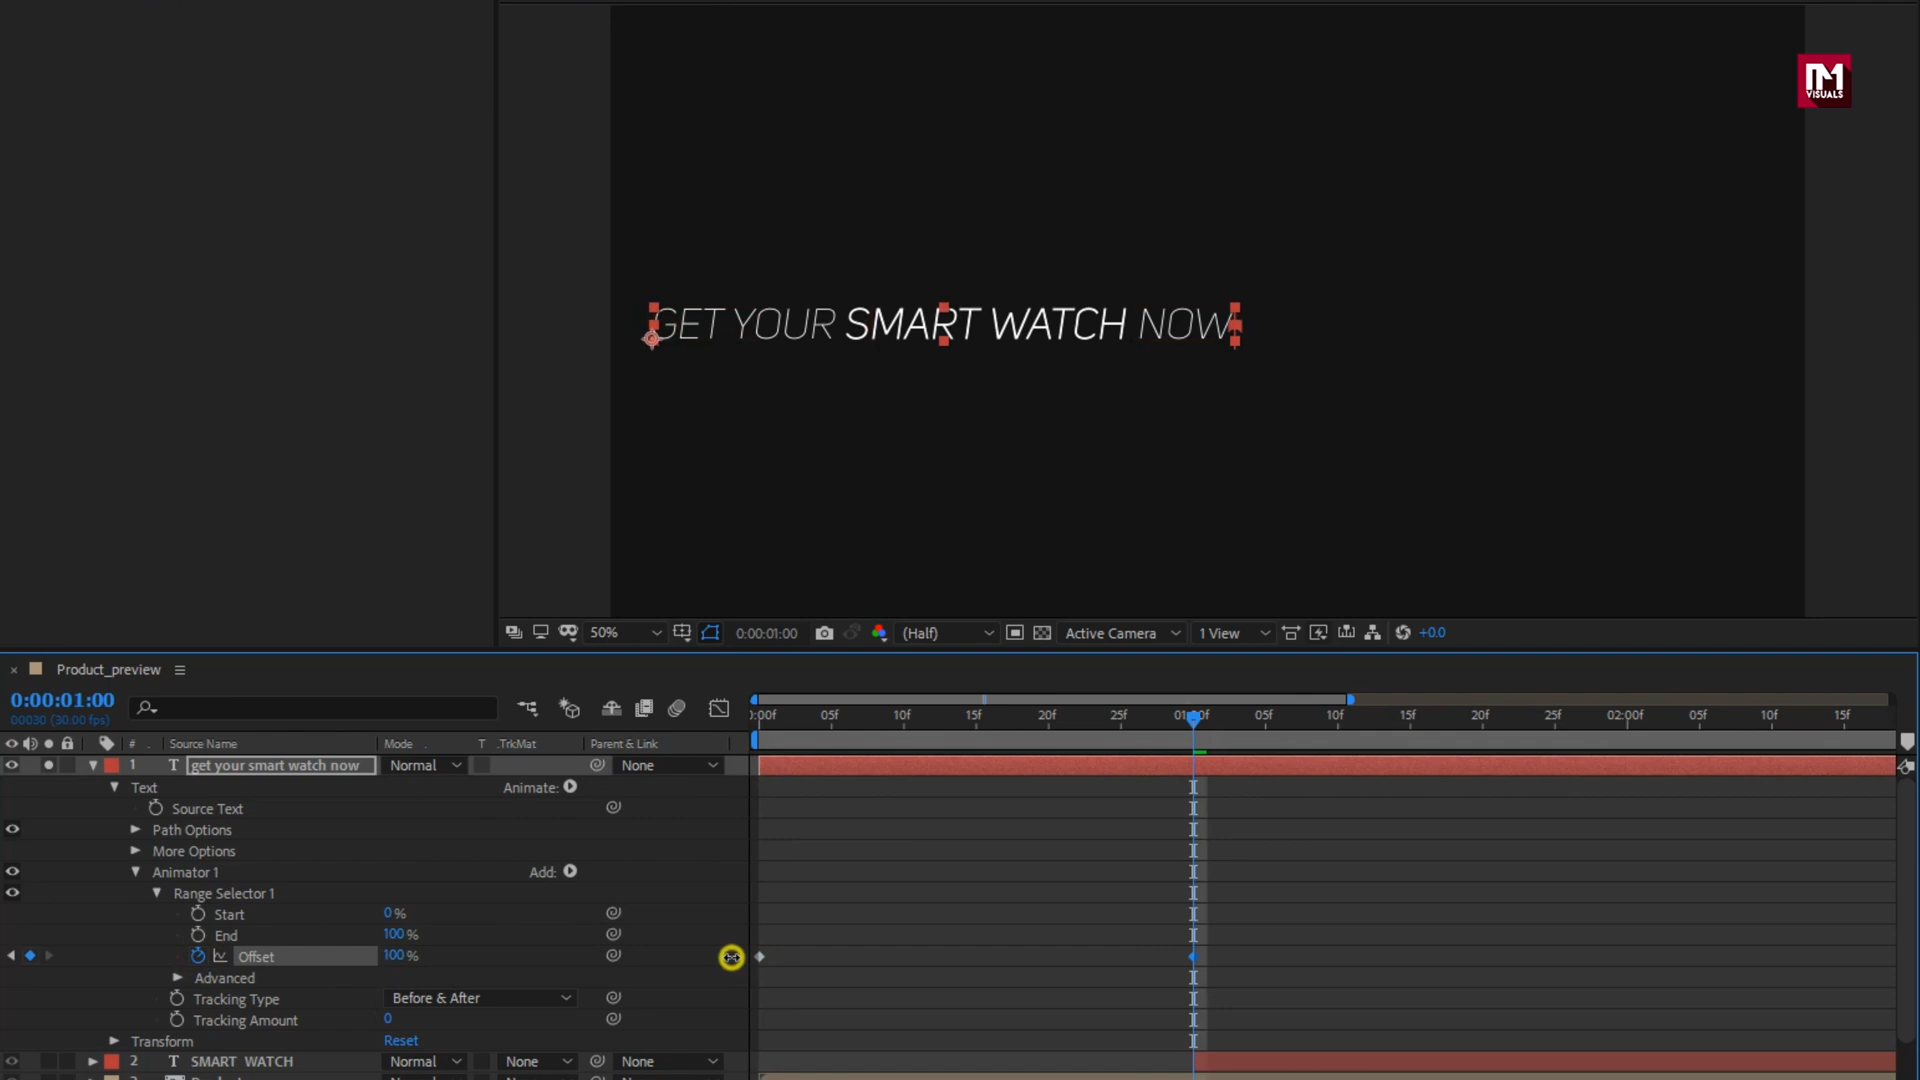 M
VISUALS
GET YOUR SMART WATCH NOW
50%
0:00:01:00
(Half)
Active Camera
1 View
+0.0
Product_preview
0:00:01:00
00030 (30.00 fps)
0:00f 05f 10f 15f 20f 25f 01:00f 05f 10f 15f 20f 25f 02:00f 05f 10f 15f
# Source Name Mode T .TrkMat Parent & Link
1 T get your smart watch now Normal None
Text Animate:
Source Text
Path Options
More Options
Animator 1 Add:
Range Selector 1
Start 0%
End 100%
Offset 100%
Advanced
Tracking Type Before & After
Tracking Amount 0
Transform Reset
2 T SMART WATCH Normal None None